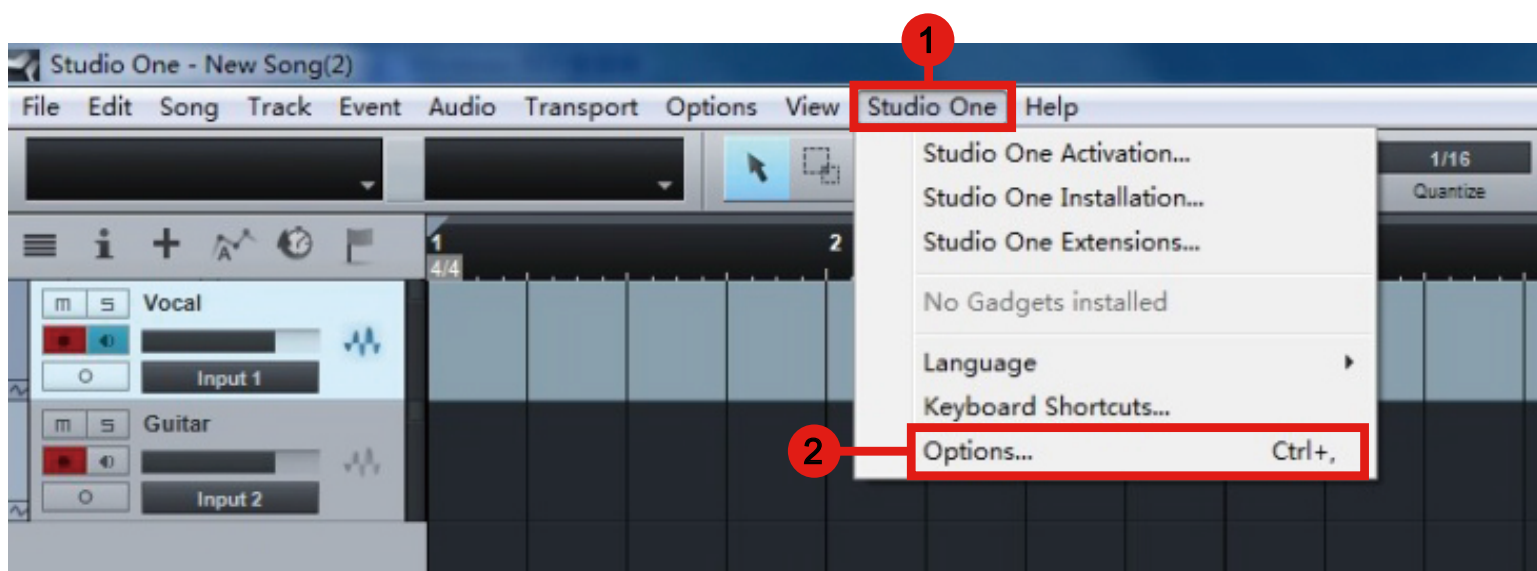 1
Studio One - New Song(2)
File Edit Song Track Event Audio Transport Options View Studio One Help
Studio One Activation...
1/16
Studio One Installation...
Quantize
Studio One Extensions...
1
2
4/4
No Gadgets installed
m S Vocal
Language
Input 1
Keyboard Shortcuts...
m S Guitar
2
Options... Ctrl+,
Input 2